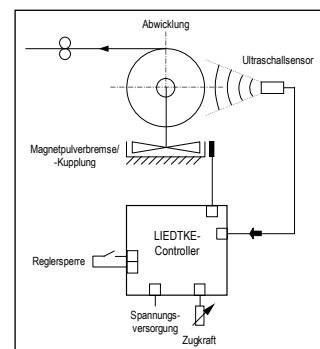 Abwicklung
Ultraschallsensor
Magnetpulverbremse/
-Kupplung
LIEDTKE-
Controller
Reglersperre
Spannungs-
versorgung
Zugkraft